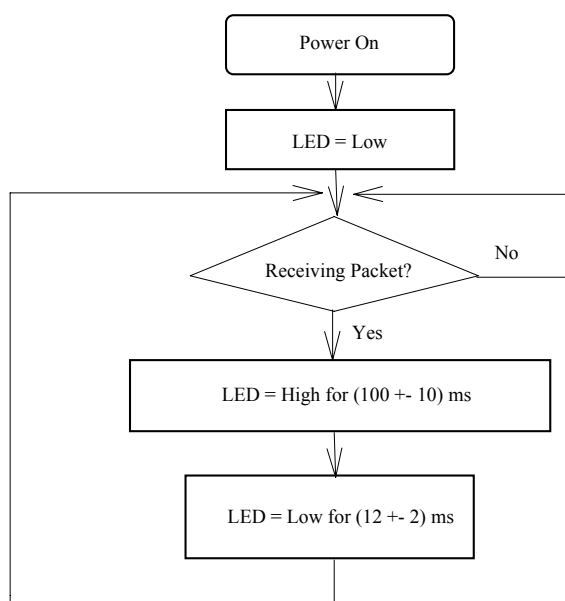 Power On
LED = Low
Receiving Packet?
No
Yes
LED = High for (100 +- 10) ms
LED = Low for (12 +- 2) ms